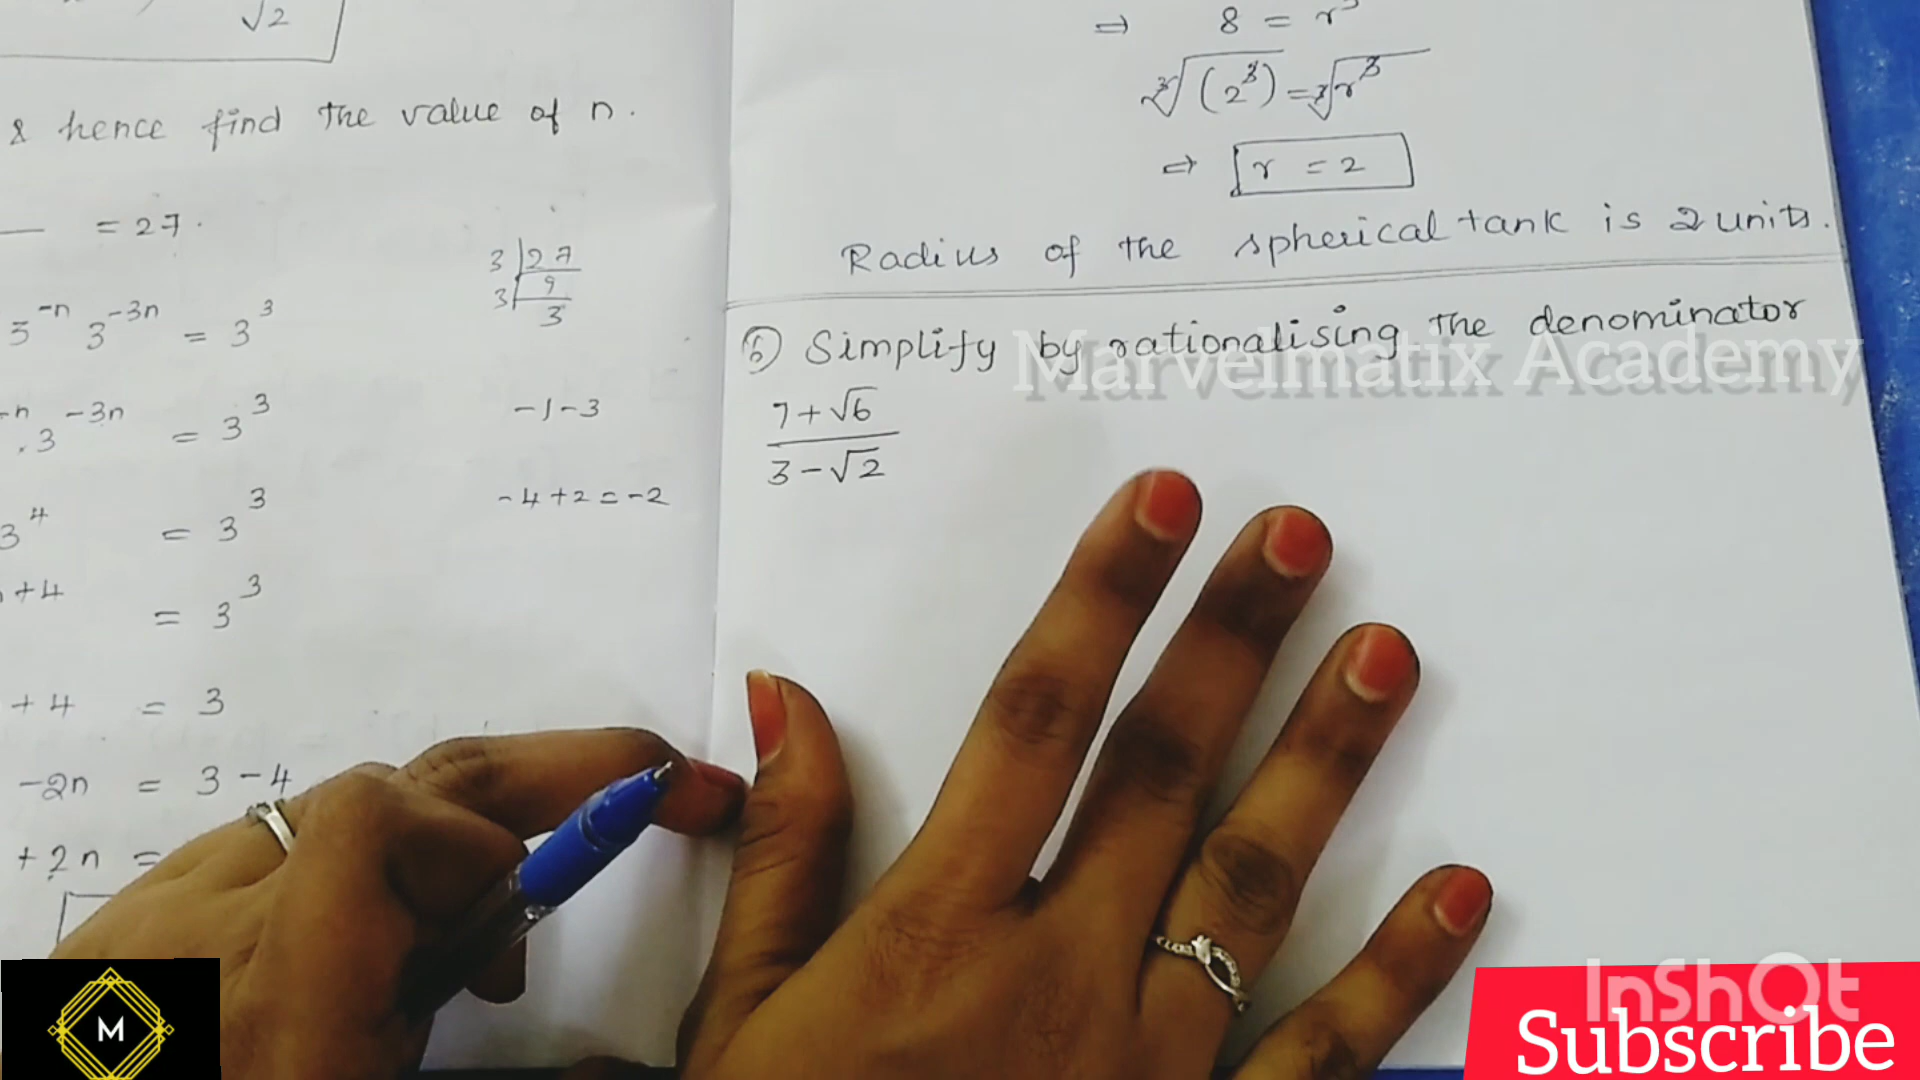 √2
& hence find the value of n.
= 27.
3 | 27
3 | 9
3
3^-n 3^-3n = 3^3
-n . 3^-3n = 3^3
-1-3
3^4 = 3^3
-4+2=-2
+4 = 3^3
+4 = 3
-2n = 3-4
+2n =
⇒ 8 = r^3
∛(2^3) = ∛r^3
⇒ r = 2
Radius of the spherical tank is 2 units.
⑥ Simplify by rationalising the denominator
7+√6
3-√2
Marvelmatix Academy
M
InShOt
Subscribe